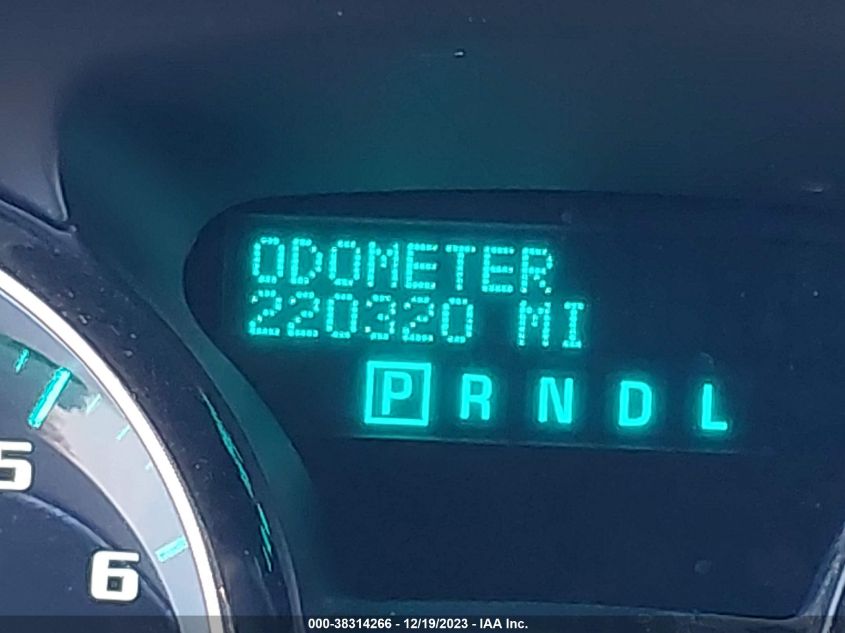 ODOMETER
220320 MI
P R N D L
5
6
000-38314266 - 12/19/2023 - IAA Inc.